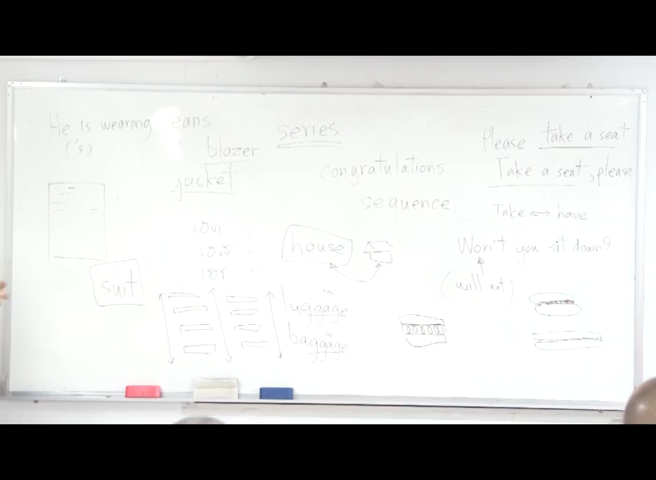 He is wearing jeans
('s)
blazer
jacket
series
congratulations
sequence
Please take a seat
Take a seat, please
Take ↔ have
Won't you sit down?
(will not)
house
suit
luggage
baggage